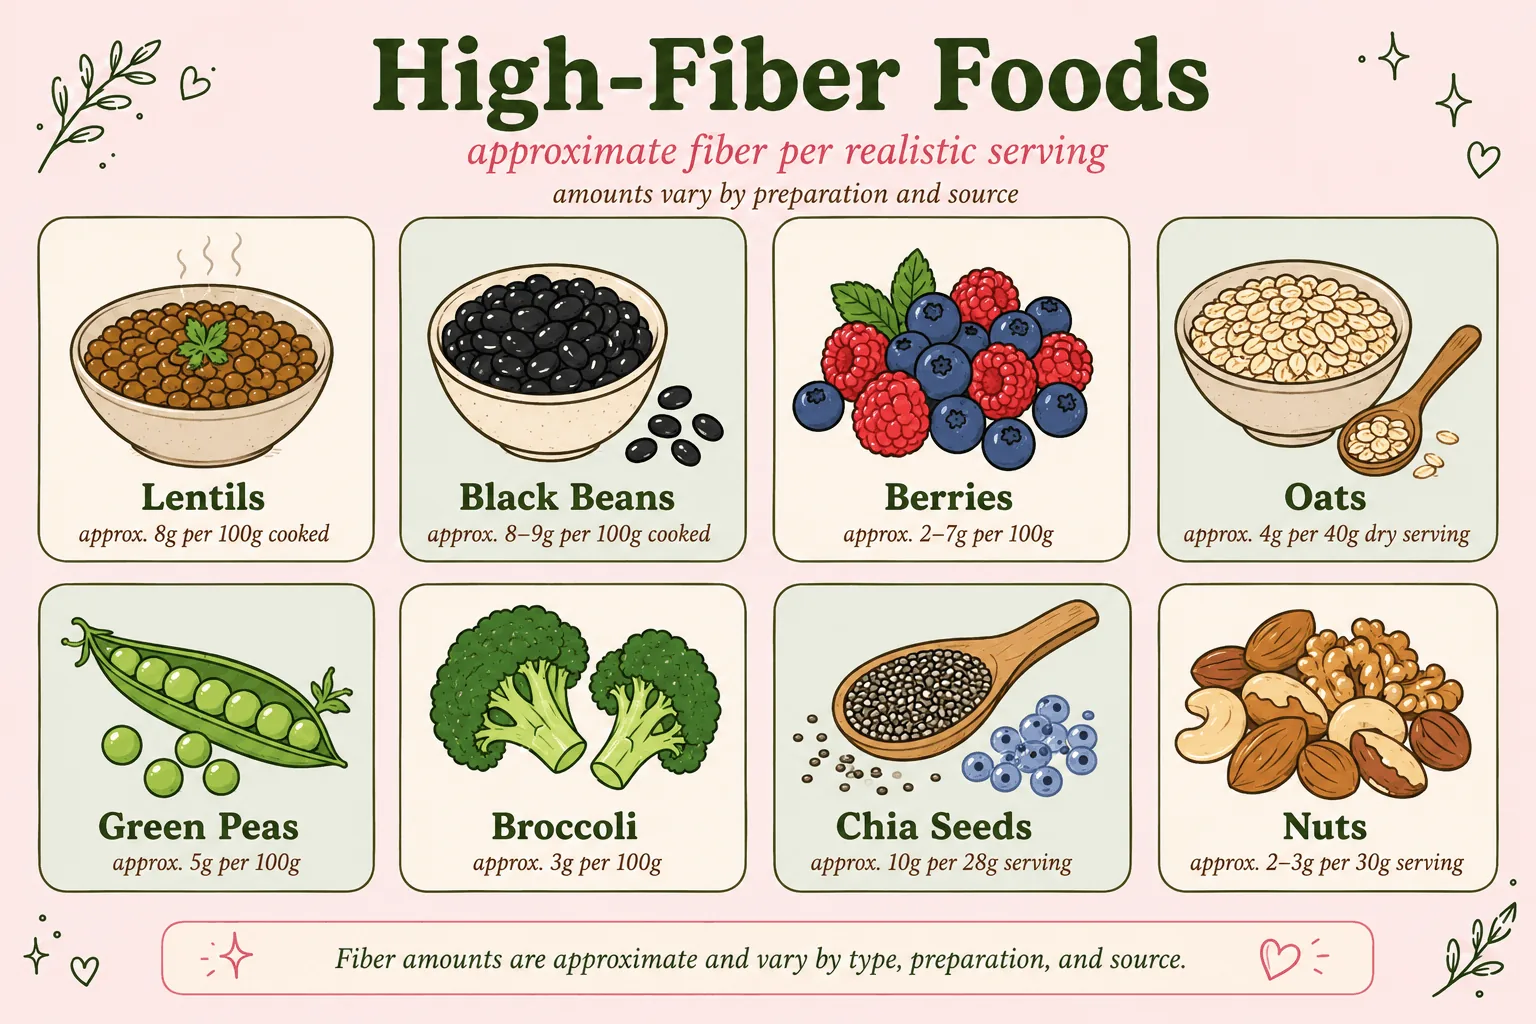 High-Fiber Foods
approximate fiber per realistic serving
amounts vary by preparation and source
Lentils
approx. 8g per 100g cooked
Black Beans
approx. 8–9g per 100g cooked
Berries
approx. 2–7g per 100g
Oats
approx. 4g per 40g dry serving
Green Peas
approx. 5g per 100g
Broccoli
approx. 3g per 100g
Chia Seeds
approx. 10g per 28g serving
Nuts
approx. 2–3g per 30g serving
Fiber amounts are approximate and vary by type, preparation, and source.